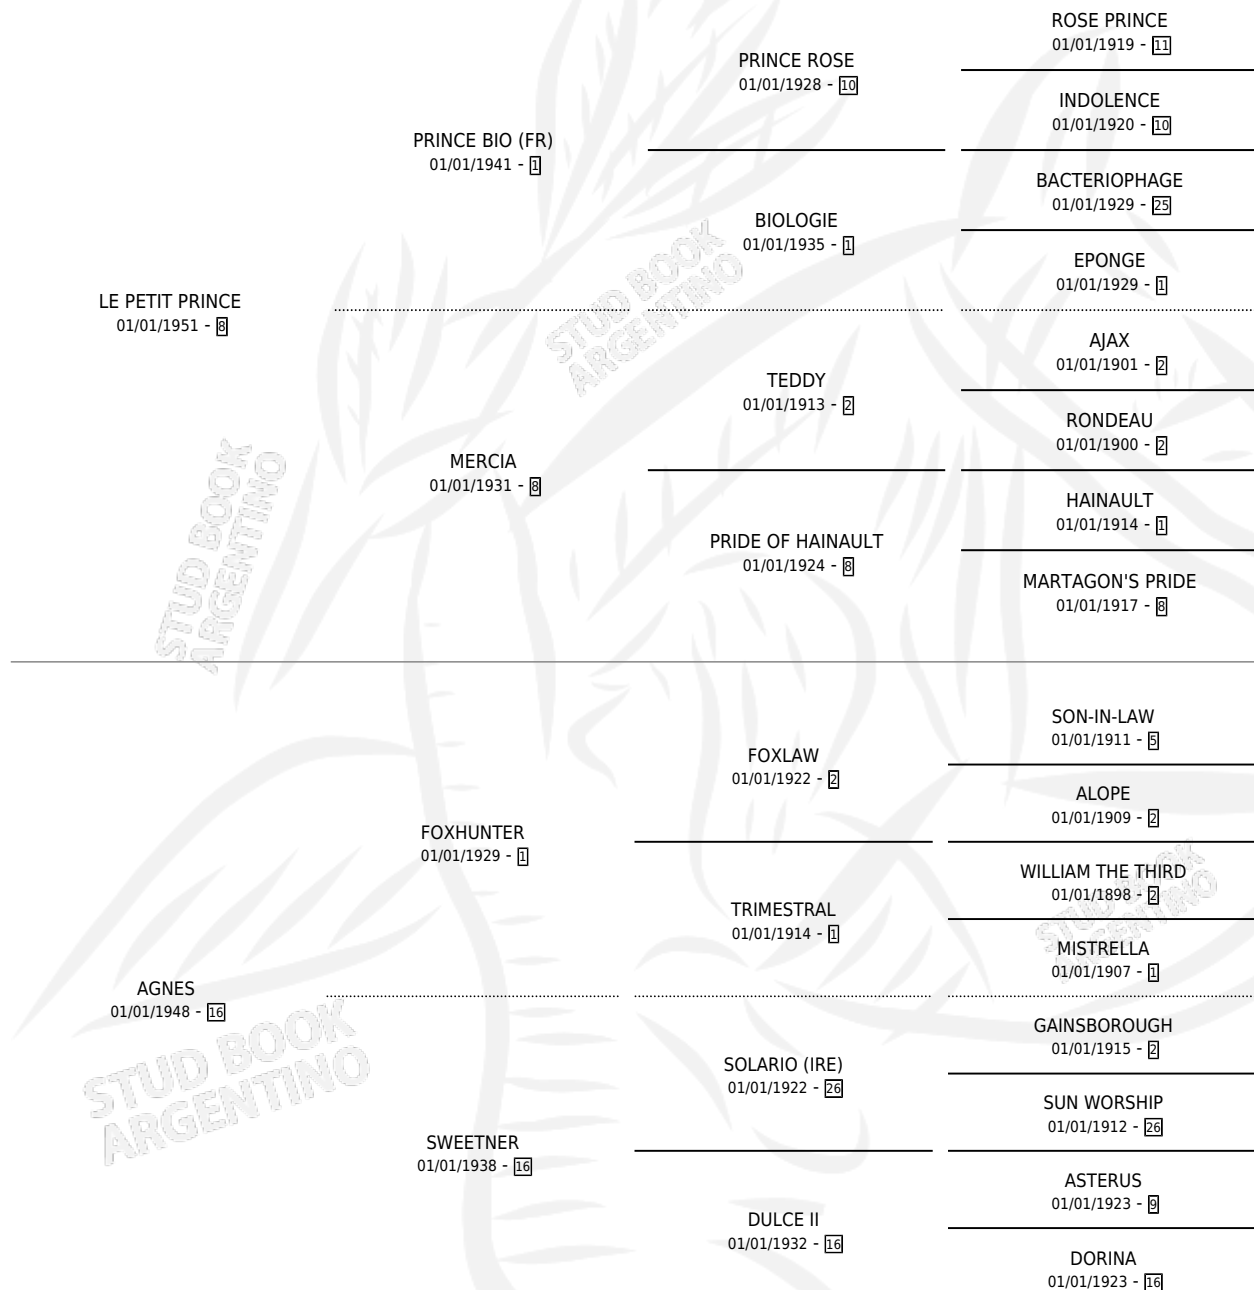 ROSE PRINCE
01/01/1919 - 11
PRINCE ROSE
01/01/1928 - 10
INDOLENCE
01/01/1920 - 10
PRINCE BIO (FR)
01/01/1941 - 1
BACTERIOPHAGE
01/01/1929 - 25
BIOLOGIE
01/01/1935 - 1
EPONGE
01/01/1929 - 1
LE PETIT PRINCE
01/01/1951 - 8
STUD BOOK
ARGENTINO
AJAX
01/01/1901 - 2
TEDDY
01/01/1913 - 2
RONDEAU
01/01/1900 - 2
MERCIA
01/01/1931 - 8
HAINAULT
01/01/1914 - 1
PRIDE OF HAINAULT
01/01/1924 - 8
MARTAGON'S PRIDE
01/01/1917 - 8
STUD BOOK
ARGENTINO
SON-IN-LAW
01/01/1911 - 5
FOXLAW
01/01/1922 - 2
ALOPE
01/01/1909 - 2
FOXHUNTER
01/01/1929 - 1
WILLIAM THE THIRD
01/01/1898 - 2
STUD BOOK
ARGENTINO
TRIMESTRAL
01/01/1914 - 1
MISTRELLA
01/01/1907 - 1
AGNES
01/01/1948 - 16
STUD BOOK
ARGENTINO
GAINSBOROUGH
01/01/1915 - 2
SOLARIO (IRE)
01/01/1922 - 26
SUN WORSHIP
01/01/1912 - 26
SWEETNER
01/01/1938 - 16
ASTERUS
01/01/1923 - 9
DULCE II
01/01/1932 - 16
DORINA
01/01/1923 - 16